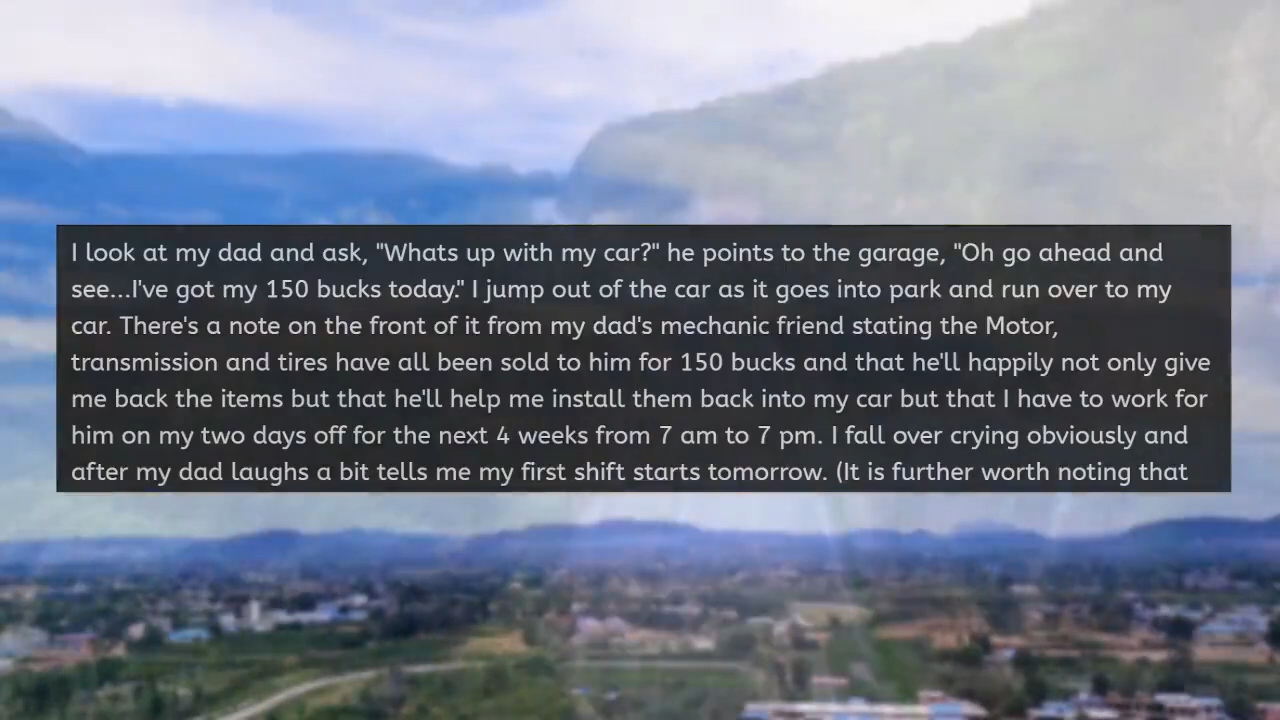 I look at my dad and ask, "Whats up with my car?" he points to the garage, "Oh go ahead and
see...I've got my 150 bucks today." I jump out of the car as it goes into park and run over to my
car. There's a note on the front of it from my dad's mechanic friend stating the Motor,
transmission and tires have all been sold to him for 150 bucks and that he'll happily not only give
me back the items but that he'll help me install them back into my car but that I have to work for
him on my two days off for the next 4 weeks from 7 am to 7 pm. I fall over crying obviously and
after my dad laughs a bit tells me my first shift starts tomorrow. (It is further worth noting that